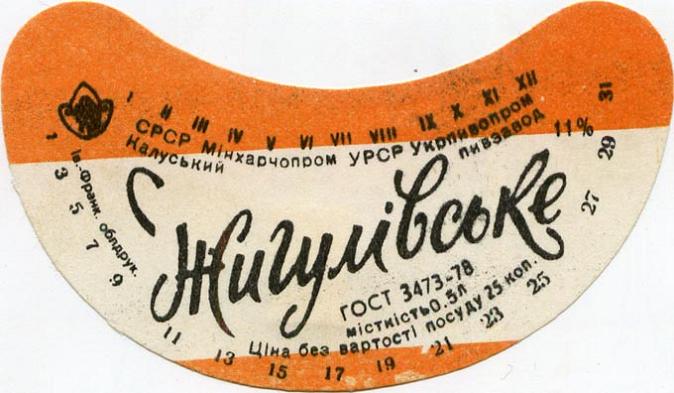 I II III IV V VI VII VIII IX X XI XII
СРСР Мінхарчопром УРСР Укрпивопром
Калуський пивзавод 11%
Ів.-Франк. облдрук.
Жигулівське
ГОСТ 3473-78
місткість 0.5л
Ціна без вартості посуду 25 коп.
1 3 5 7 9 11 13 15 17 19 21 23 25 27 29 31